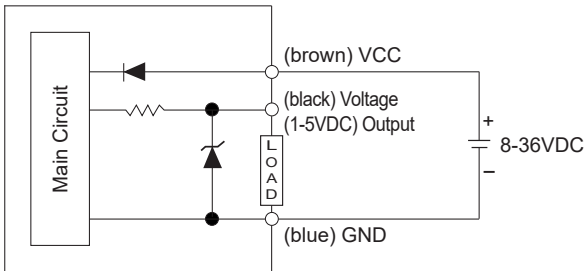 Main Circuit
(brown) VCC
(black) Voltage
(1-5VDC) Output
LOAD
+
8-36VDC
−
(blue) GND